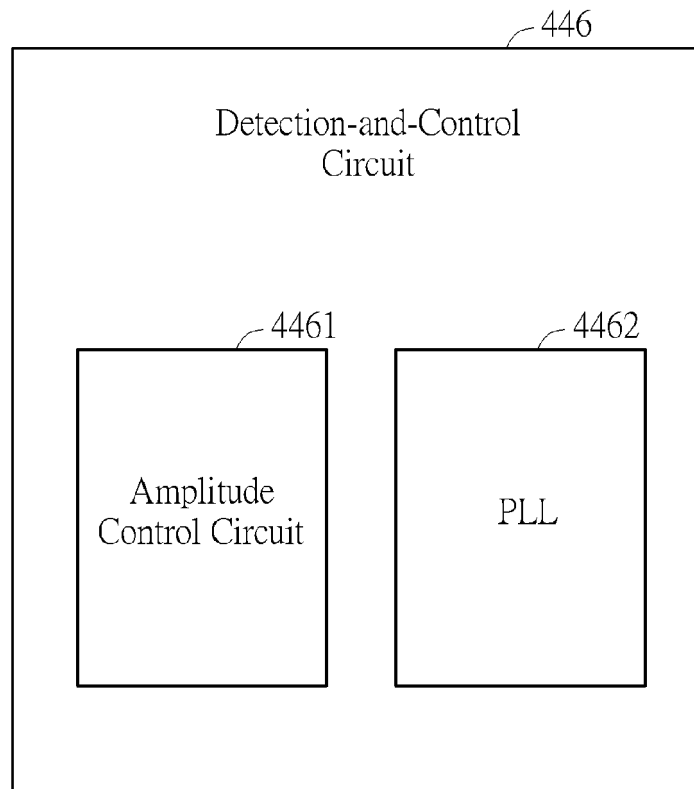 446
Detection-and-Control
Circuit
4461
4462
Amplitude
Control Circuit
PLL